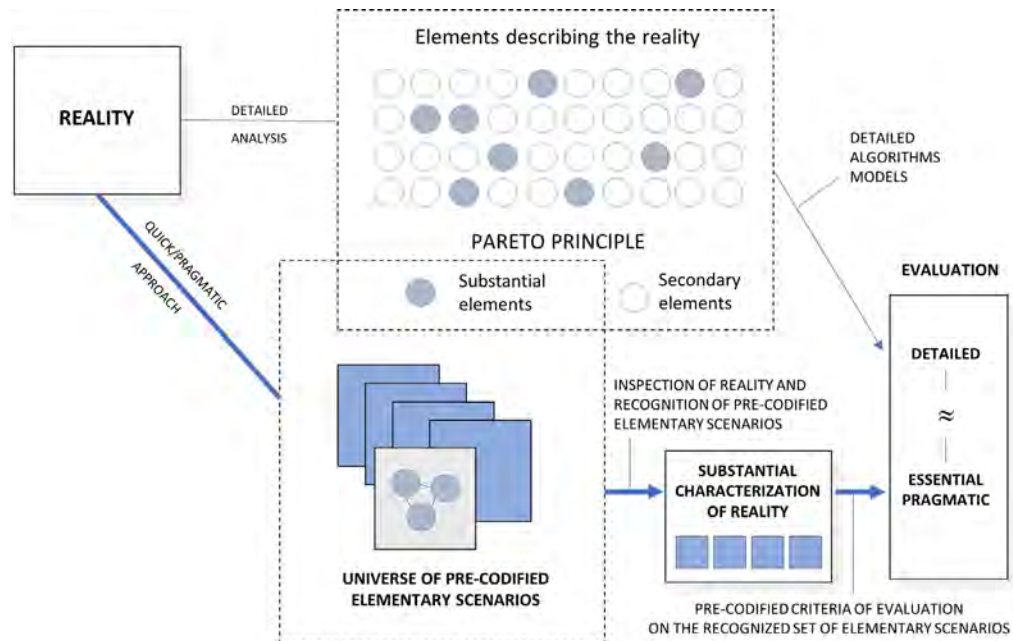 Elements describing the reality
REALITY
DETAILED
ANALYSIS
DETAILED
ALGORITHMS
MODELS
QUICK/PRAGMATIC
APPROACH
PARETO PRINCIPLE
Substantial
elements
Secondary
elements
EVALUATION
DETAILED
≈
ESSENTIAL
PRAGMATIC
INSPECTION OF REALITY AND
RECOGNITION OF PRE-CODIFIED
ELEMENTARY SCENARIOS
SUBSTANTIAL
CHARACTERIZATION
OF REALITY
UNIVERSE OF PRE-CODIFIED
ELEMENTARY SCENARIOS
PRE-CODIFIED CRITERIA OF EVALUATION
ON THE RECOGNIZED SET OF ELEMENTARY SCENARIOS